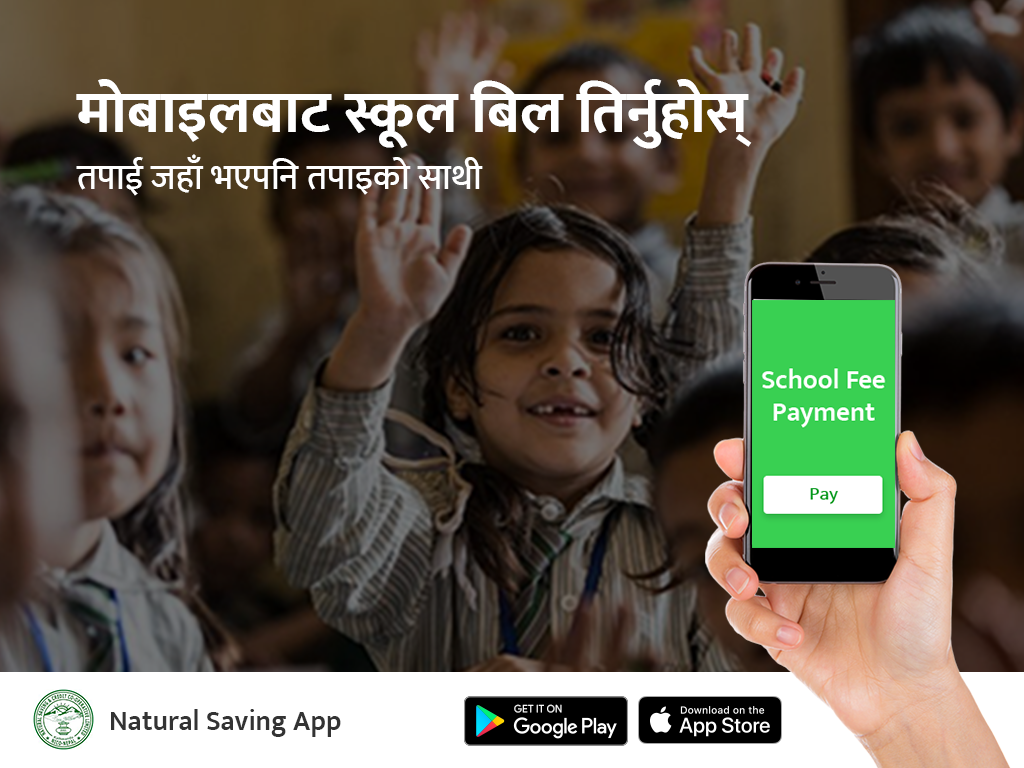 मोबाइलबाट स्कूल बिल तिर्नुहोस्
तपाई जहाँ भएपनि तपाइको साथी
School Fee
Payment
Pay
Natural Saving App
GET IT ON
Google Play
Download on the
App Store